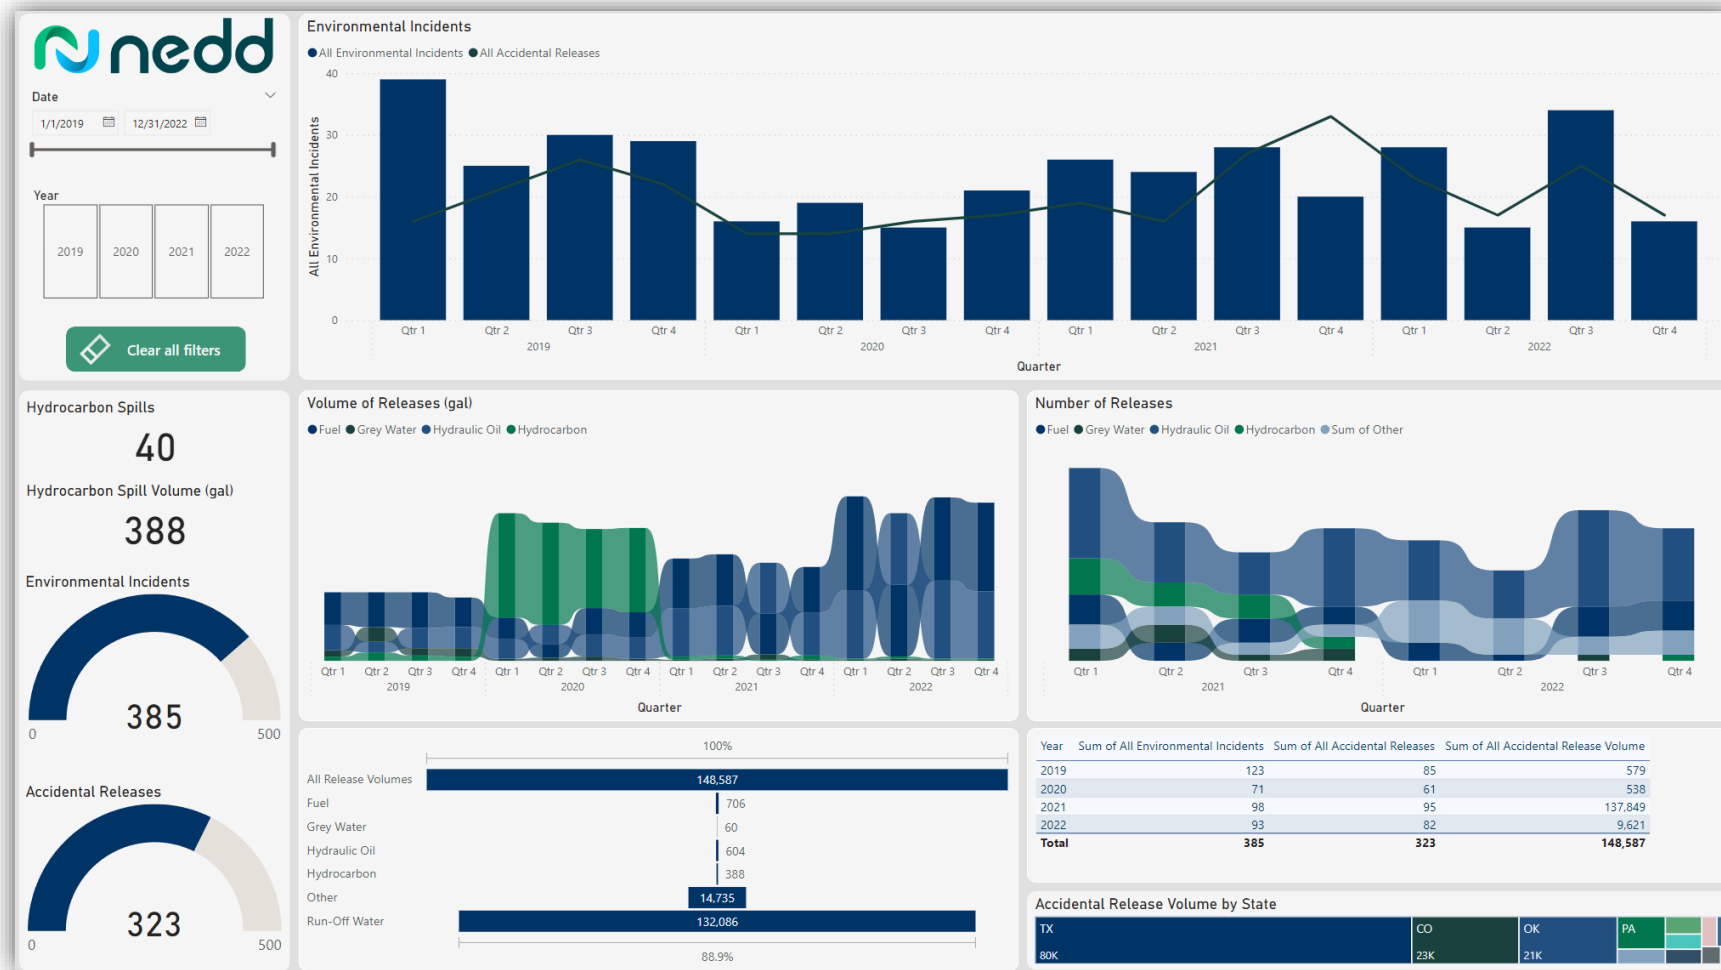 nedd
Date
1/1/2019 12/31/2022
Year
2019 2020 2021 2022
Clear all filters
Hydrocarbon Spills
40
Hydrocarbon Spill Volume (gal)
388
Environmental Incidents
385
0 500
Accidental Releases
323
0 500
Environmental Incidents
All Environmental Incidents All Accidental Releases
All Environmental Incidents
40
30
20
10
0
Qtr 1 Qtr 2 Qtr 3 Qtr 4 Qtr 1 Qtr 2 Qtr 3 Qtr 4 Qtr 1 Qtr 2 Qtr 3 Qtr 4 Qtr 1 Qtr 2 Qtr 3 Qtr 4
2019 2020 2021 2022
Quarter
Volume of Releases (gal)
Fuel Grey Water Hydraulic Oil Hydrocarbon
Qtr 1 Qtr 2 Qtr 3 Qtr 4 Qtr 1 Qtr 2 Qtr 3 Qtr 4 Qtr 1 Qtr 2 Qtr 3 Qtr 4 Qtr 1 Qtr 2 Qtr 3 Qtr 4
2019 2020 2021 2022
Quarter
Number of Releases
Fuel Grey Water Hydraulic Oil Hydrocarbon Sum of Other
Qtr 1 Qtr 2 Qtr 3 Qtr 4 Qtr 1 Qtr 2 Qtr 3 Qtr 4
2021 2022
Quarter
100%
All Release Volumes 148,587
Fuel 706
Grey Water 60
Hydraulic Oil 604
Hydrocarbon 388
Other 14,735
Run-Off Water 132,086
88.9%
Year Sum of All Environmental Incidents Sum of All Accidental Releases Sum of All Accidental Release Volume
2019 123 85 579
2020 71 61 538
2021 98 95 137,849
2022 93 82 9,621
Total 385 323 148,587
Accidental Release Volume by State
TX CO OK PA
80K 23K 21K